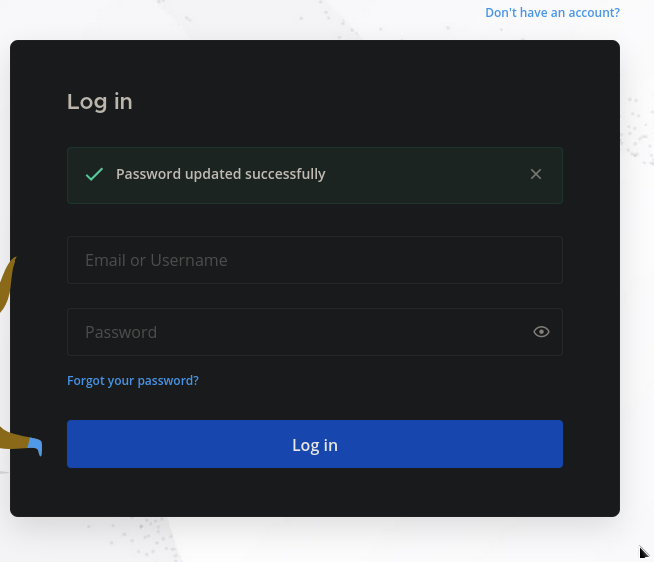 Don't have an account?
Log in
Password updated successfully
Email or Username
Password
Forgot your password?
Log in